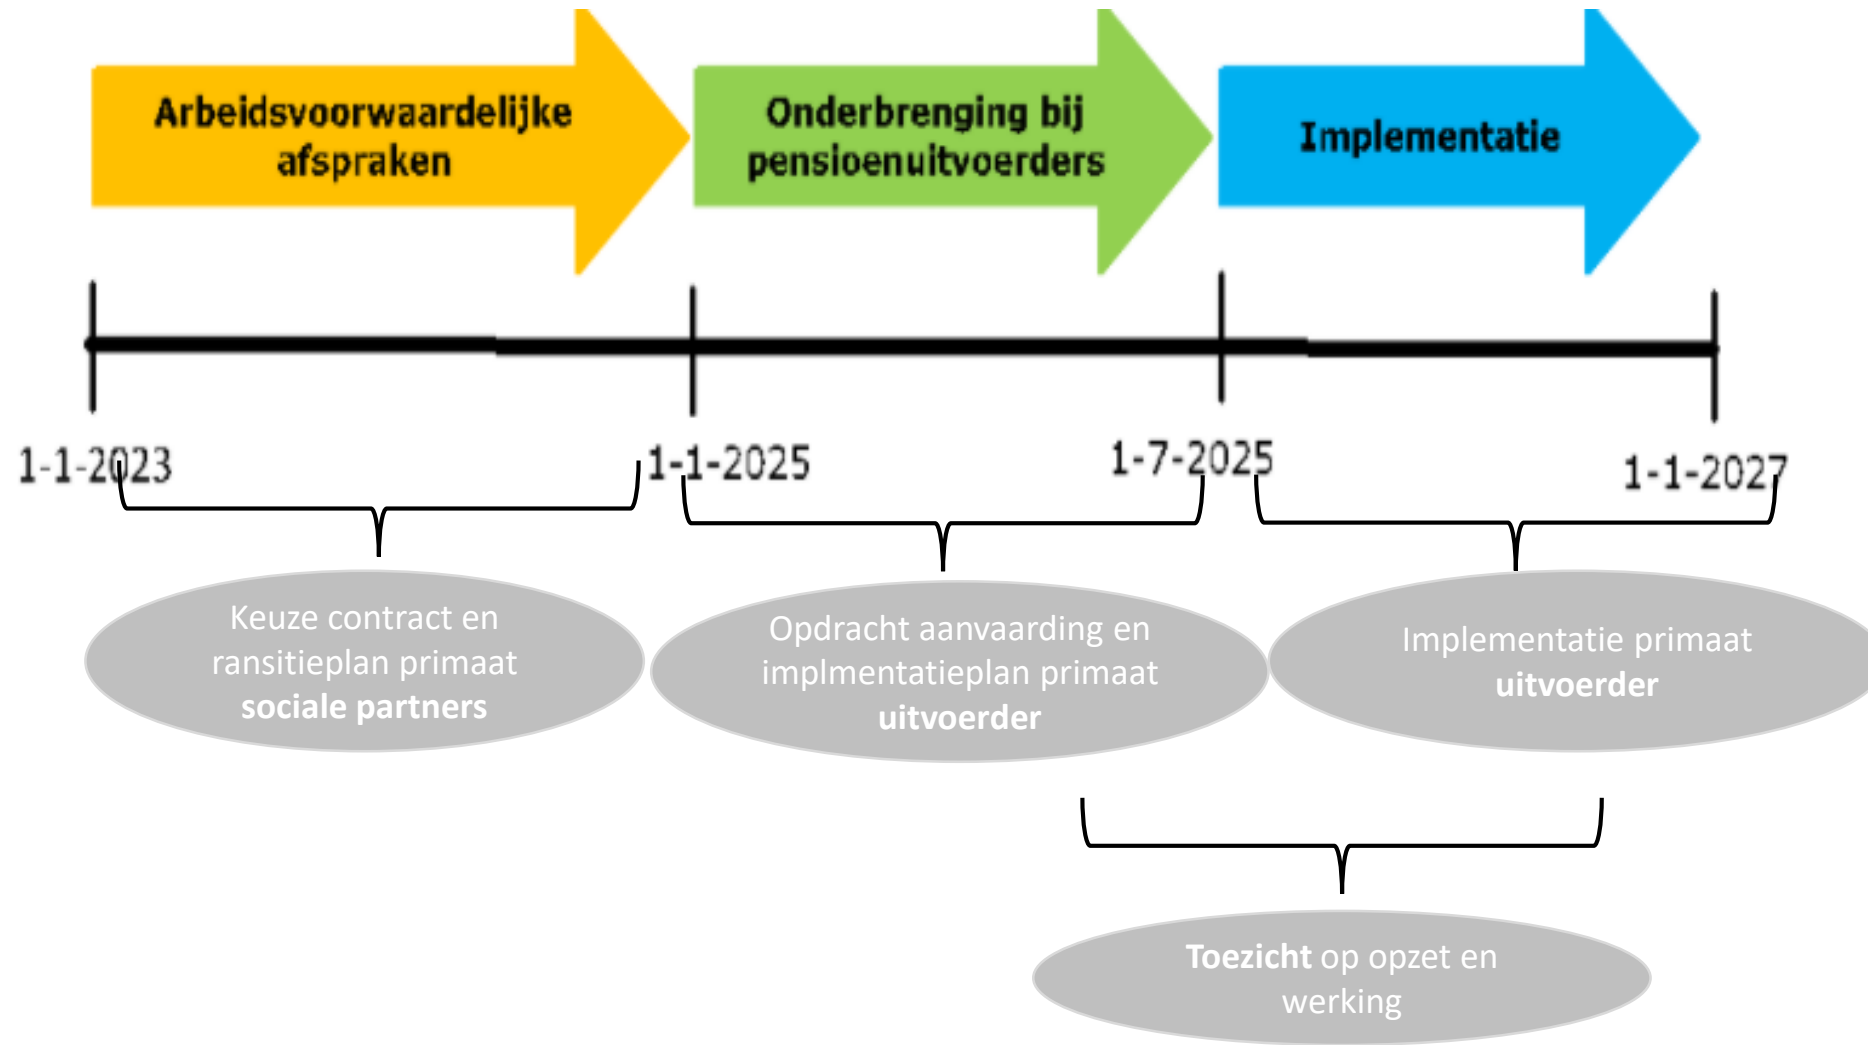 Arbeidsvoorwaardelijke
afspraken
Onderbrenging bij
pensioenuitvoerders
Implementatie
1-1-2023
1-1-2025
1-7-2025
1-1-2027
Keuze contract en
ransitieplan primaat
sociale partners
Opdracht aanvaarding en
implmentatieplan primaat
uitvoerder
Implementatie primaat
uitvoerder
Toezicht op opzet en
werking